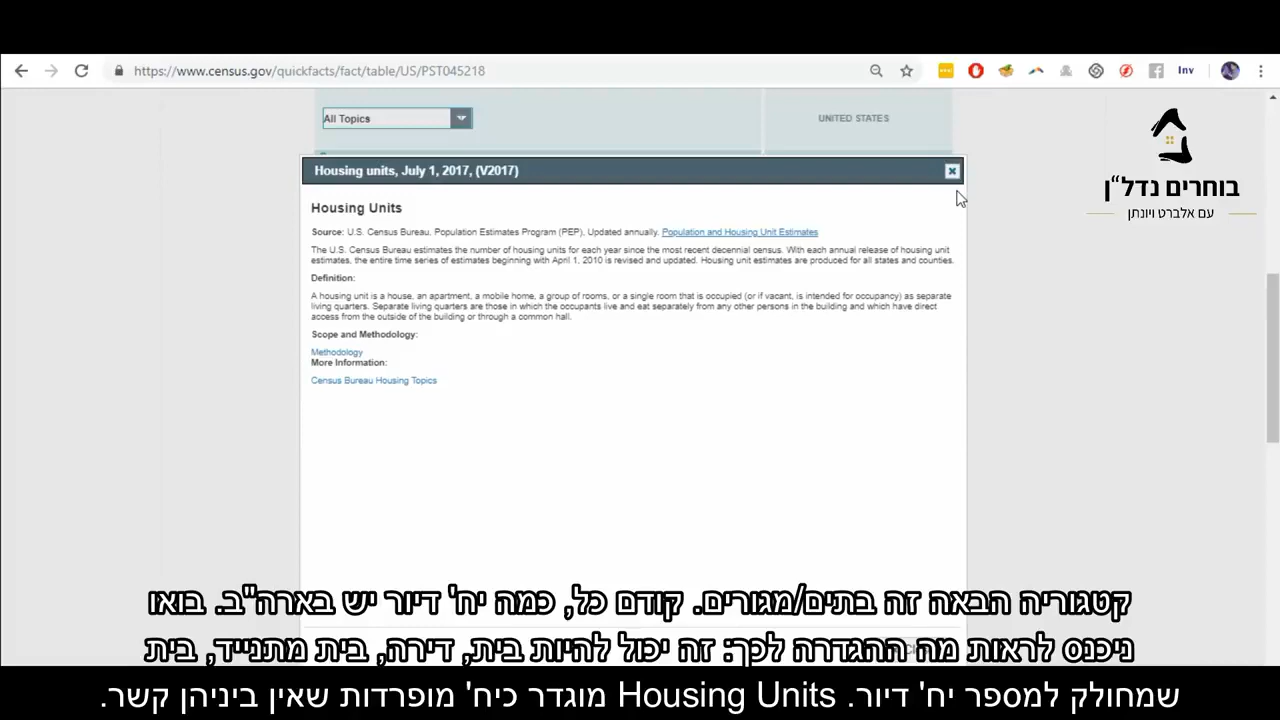 https://www.census.gov/quickfacts/fact/table/US/PST045218
Inv
All Topics
UNITED STATES
בוחרים נדל“ן
עם אלברט ויונתן
Housing units, July 1, 2017, (V2017)
Housing Units
Source: U.S. Census Bureau, Population Estimates Program (PEP). Updated annually. Population and Housing Unit Estimates
The U.S. Census Bureau estimates the number of housing units for each year since the most recent decennial census. With each annual release of housing unit
estimates, the entire time series of estimates beginning with April 1, 2010 is revised and updated. Housing unit estimates are produced for all states and counties.
Definition:
A housing unit is a house, an apartment, a mobile home, a group of rooms, or a single room that is occupied (or if vacant, is intended for occupancy) as separate
living quarters. Separate living quarters are those in which the occupants live and eat separately from any other persons in the building and which have direct
access from the outside of the building or through a common hall.
Scope and Methodology:
Methodology
More Information:
Census Bureau Housing Topics
קטגוריה הבאה זה בתים/מגורים. קודם כל, כמה יח' דיור יש בארה"ב. בואו
ניכנס לראות מה ההגדרה לכך: זה יכול להיות בית, דירה, בית מתנייד, בית
שמחולק למספר יח' דיור. Housing Units מוגדר כיח' מופרדות שאין ביניהן קשר.